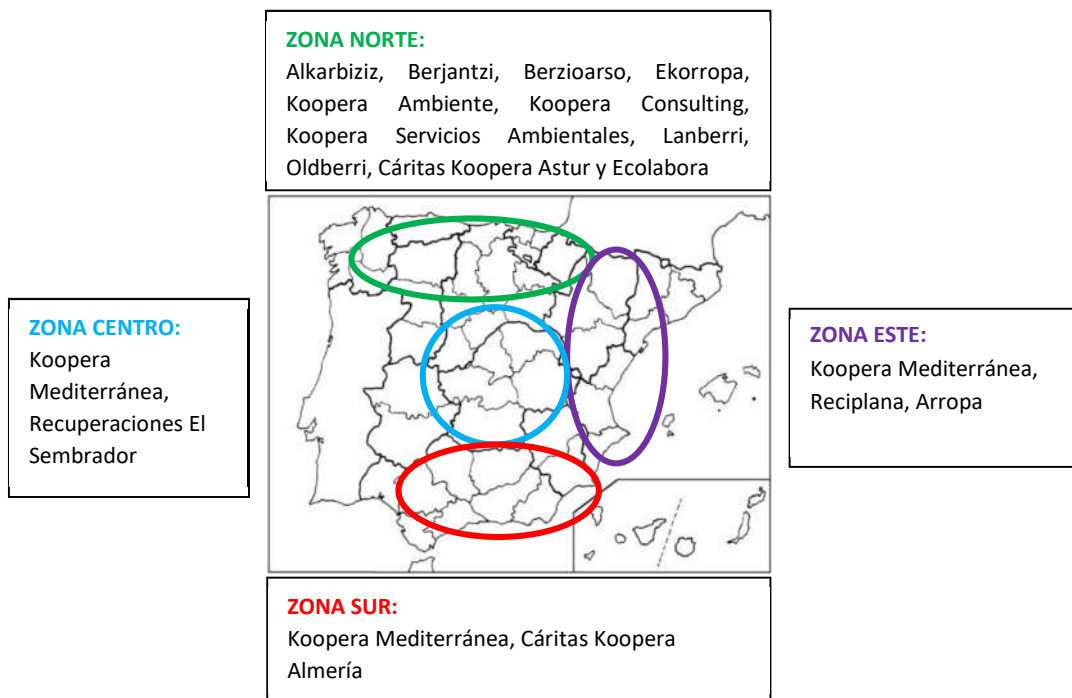 ZONA NORTE:
Alkarbiziz, Berjantzi, Berzioarso, Ekorropa,
Koopera Ambiente, Koopera Consulting,
Koopera Servicios Ambientales, Lanberri,
Oldberri, Cáritas Koopera Astur y Ecolabora
ZONA CENTRO:
Koopera
Mediterránea,
Recuperaciones El
Sembrador
ZONA ESTE:
Koopera Mediterránea,
Reciplana, Arropa
ZONA SUR:
Koopera Mediterránea, Cáritas Koopera
Almería